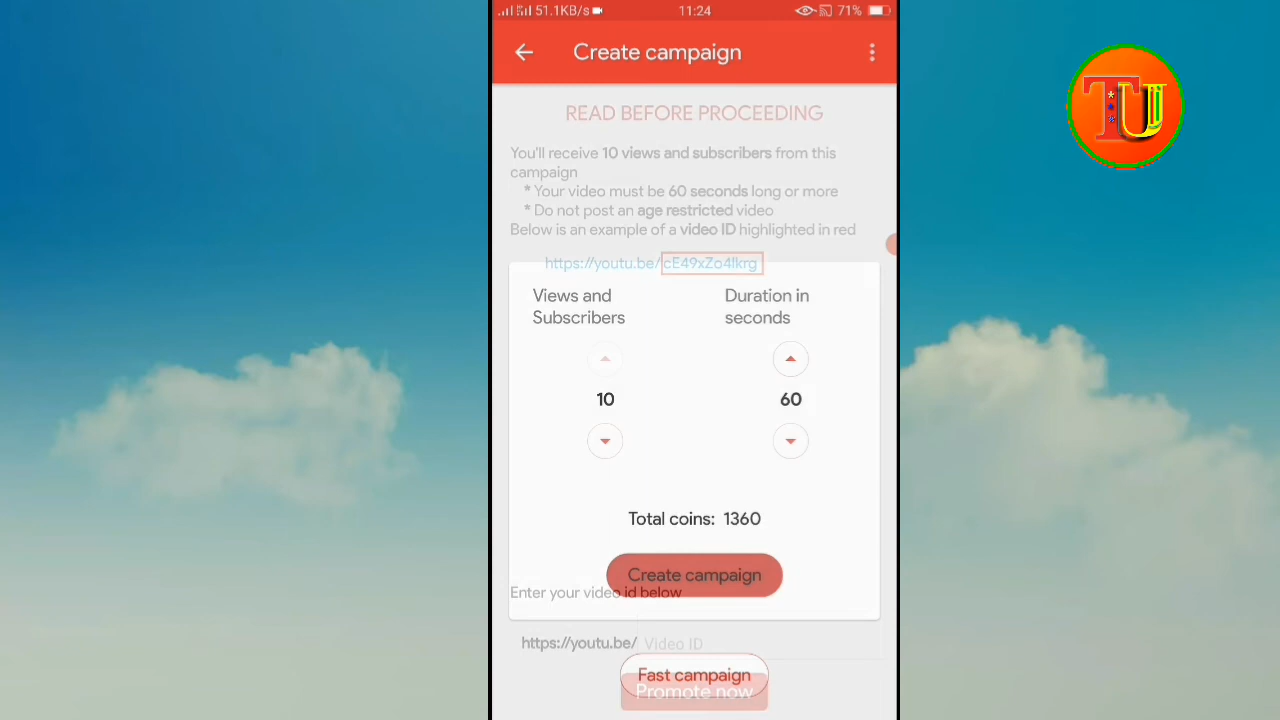 51.1KB/s 11:24 71%
Create campaign
READ BEFORE PROCEEDING
You'll receive 10 views and subscribers from this
campaign
* Your video must be 60 seconds long or more
* Do not post an age restricted video
Below is an example of a video ID highlighted in red
https://youtu.be/cE49xZo4lkrg
Views and
Subscribers
10
Duration in
seconds
60
Total coins: 1360
Create campaign
Enter your video id below
https://youtu.be/ Video ID
Fast campaign
Promote now
TU